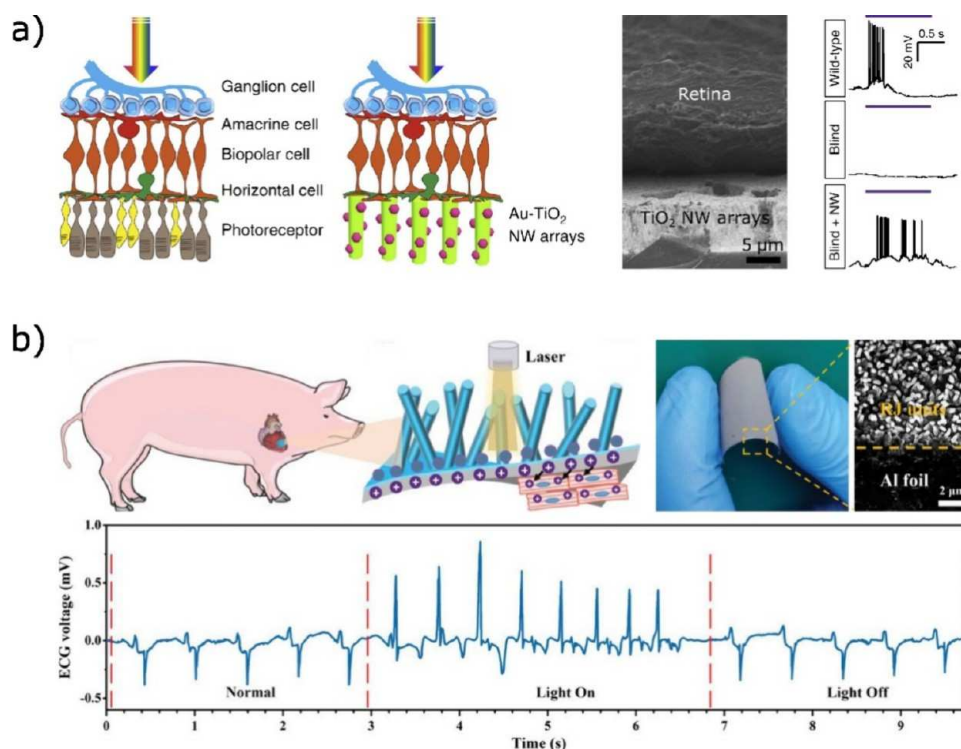 a)
Ganglion cell
Amacrine cell
Biopolar cell
Horizontal cell
Photoreceptor
Au-TiO₂
NW arrays
Retina
TiO₂ NW arrays
5 µm
Wild-type
0.5 s
20 mV
Blind
Blind + NW
b)
Laser
Al foil
2 µm
ECG voltage (mV)
1.0
0.5
0.0
-0.5
Normal
Light On
Light Off
0 1 2 3 4 5 6 7 8 9
Time (s)